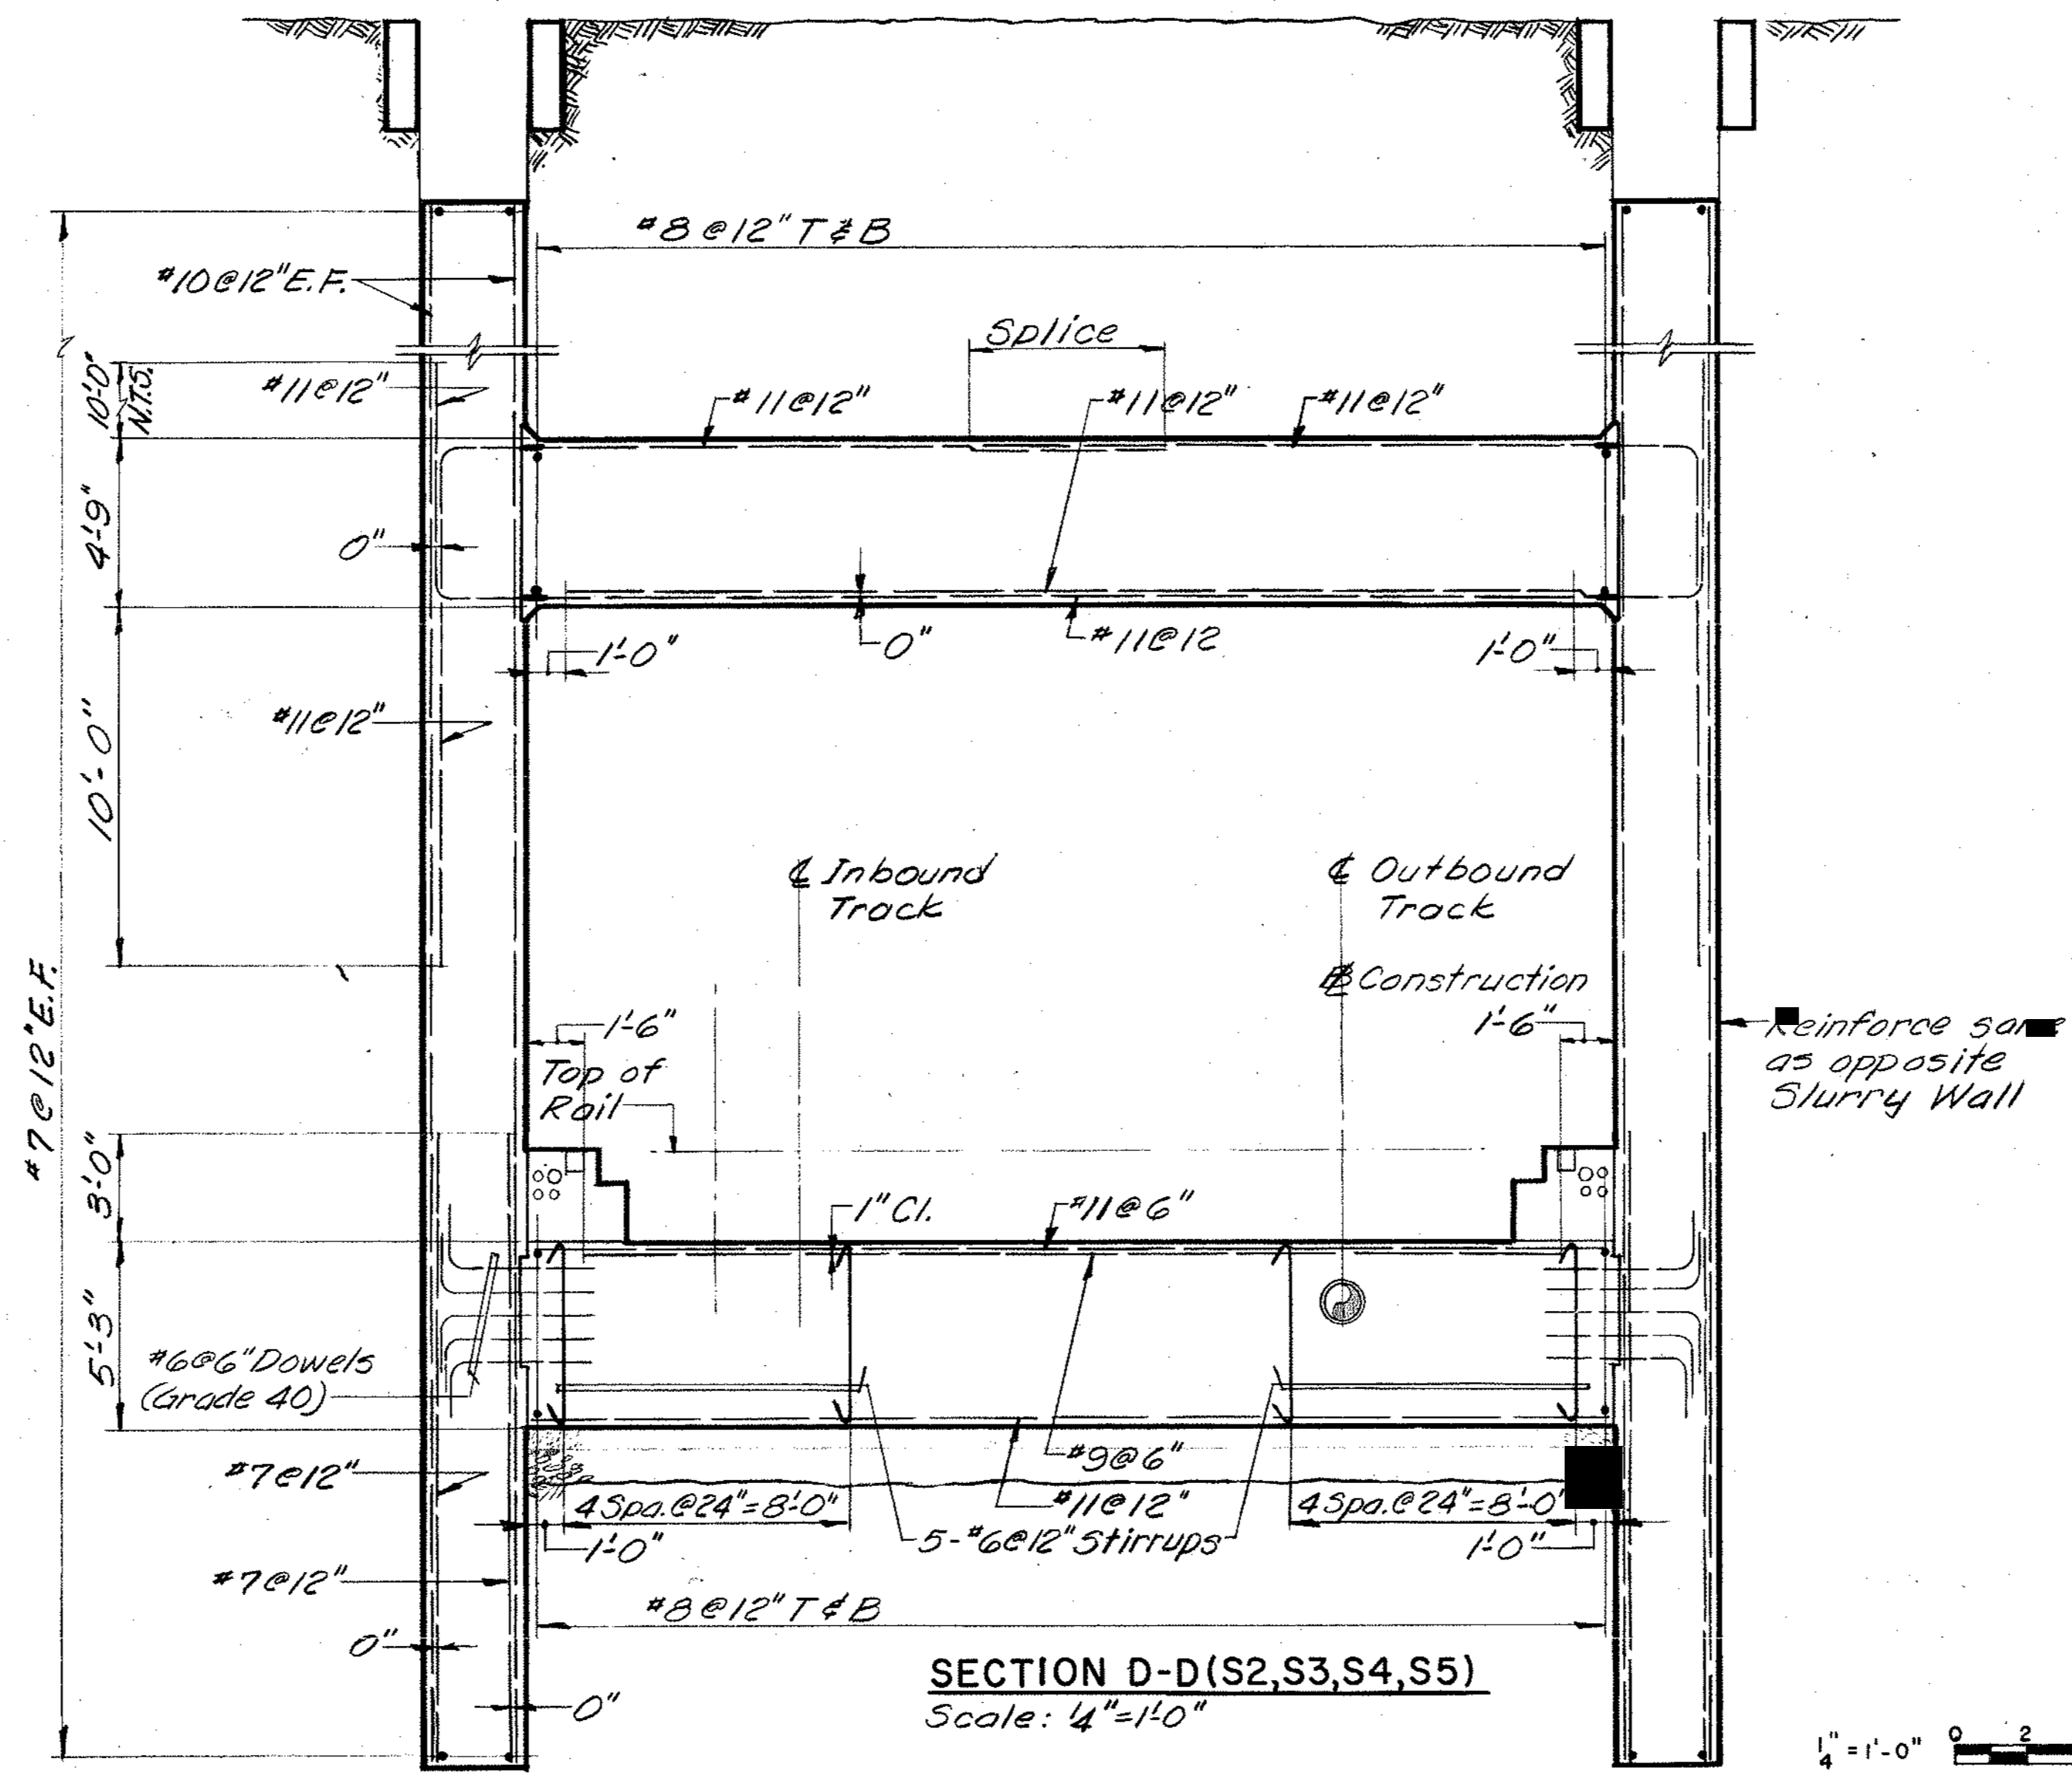 #8 @ 12" T & B
#10 @ 12" E.F.
Splice
10'-0"
N.T.S.
#11 @ 12"
#11 @ 12"
#11 @ 12"
#11 @ 12"
4'-9"
0"
1'-0"
0"
#11 @ 12
1'-0"
#11 @ 12"
10'-0"
℄ Inbound
Track
℄ Outbound
Track
#7 @ 12" E.F.
Construction
1'-6"
1'-6"
Top of
Rail
as opposite
Slurry Wall
3'-0"
1" Cl.
#11 @ 6"
5'-3"
#6 @ 6" Dowels
(Grade 40)
#7 @ 12"
#9 @ 6"
4 Spa. @ 24" = 8'-0"
#11 @ 12"
4 Spa. @ 24" = 8'-0"
1'-0"
5-#6 @ 12" Stirrups
1'-0"
#7 @ 12"
#8 @ 12" T & B
0"
0"
SECTION D-D (S2,S3,S4,S5)
Scale: 1/4" = 1'-0"
1/4" = 1'-0"
0 2